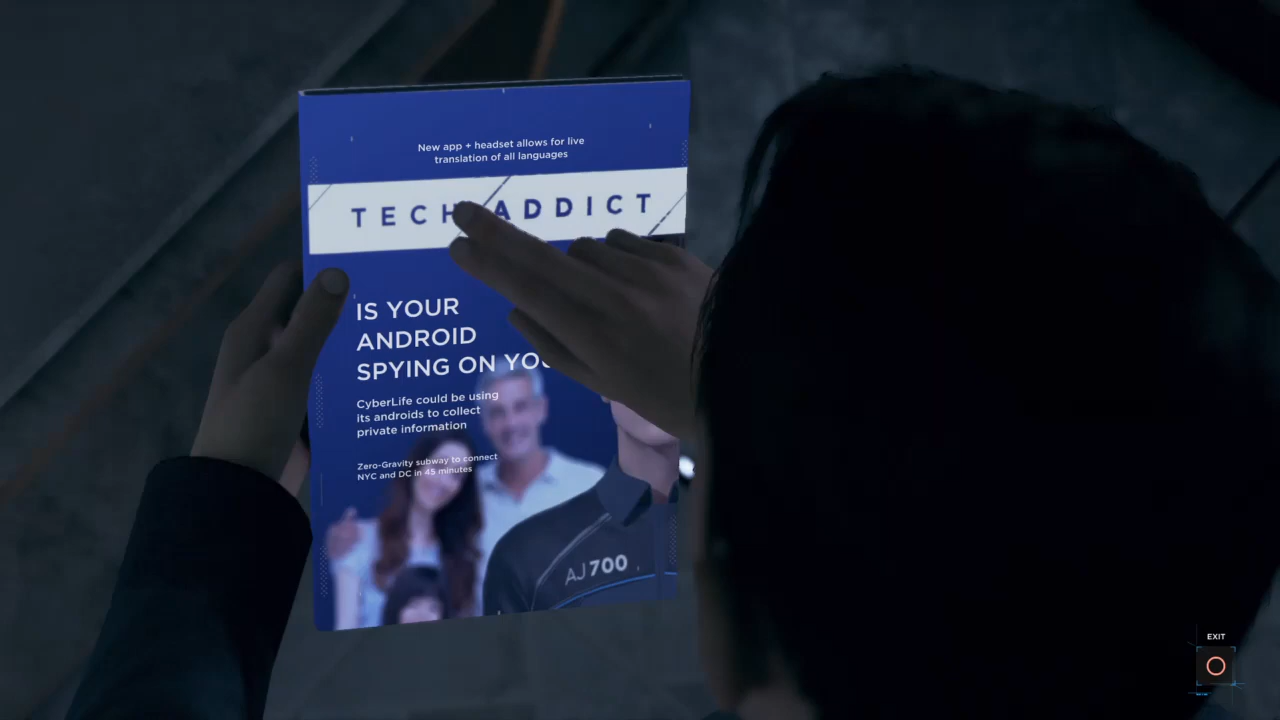 New app + headset allows for live
translation of all languages
TECH ADDICT
IS YOUR
ANDROID
SPYING ON YOU
CyberLife could be using
its androids to collect
private information
Zero-Gravity subway to connect
NYC and DC in 45 minutes
AJ700
EXIT